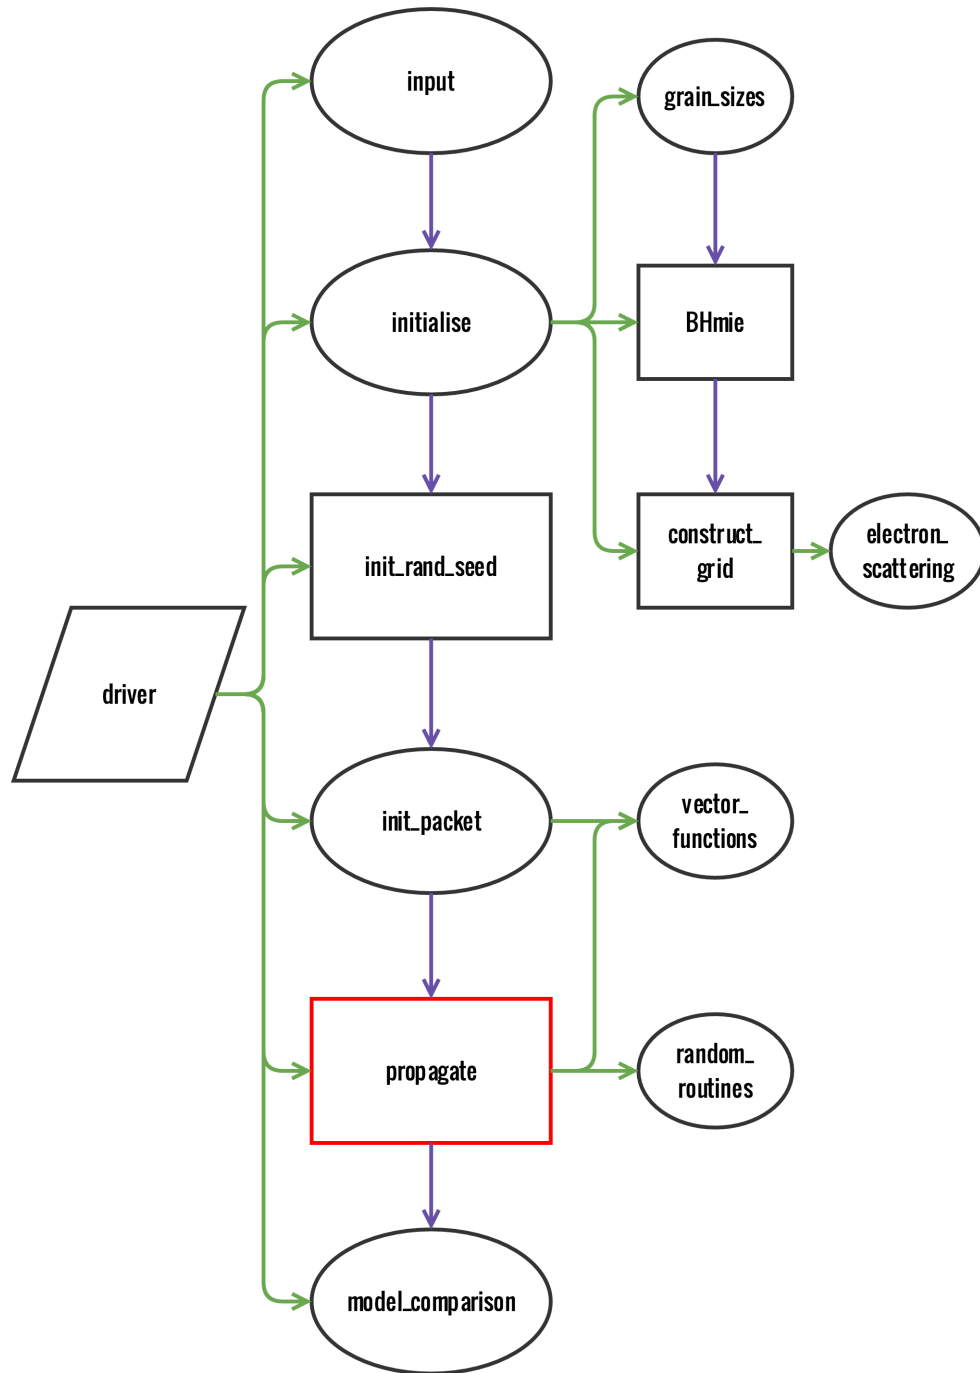 input
grain_sizes
initialise
BHmie
init_rand_seed
construct_
grid
electron_
scattering
driver
init_packet
vector_
functions
propagate
random_
routines
model_comparison